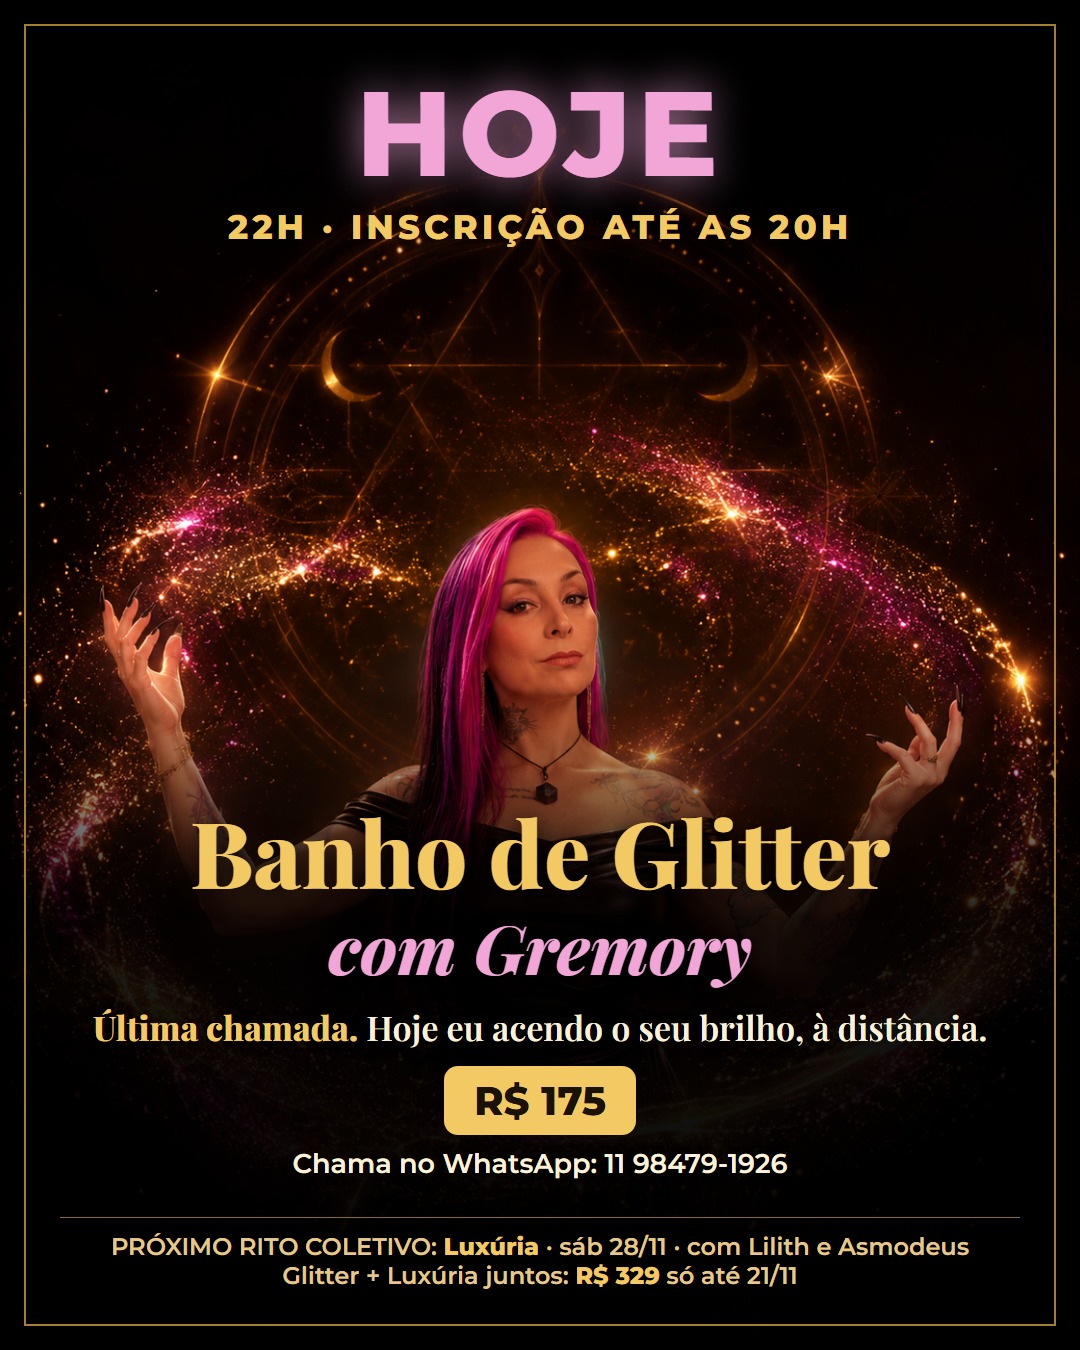 HOJE
22H · INSCRIÇÃO ATÉ AS 20H
Banho de Glitter
com Gremory
Última chamada. Hoje eu acendo o seu brilho, à distância.
R$ 175
Chama no WhatsApp: 11 98479-1926
PRÓXIMO RITO COLETIVO: Luxúria · sáb 28/11 · com Lilith e Asmodeus
Glitter + Luxúria juntos: R$ 329 só até 21/11